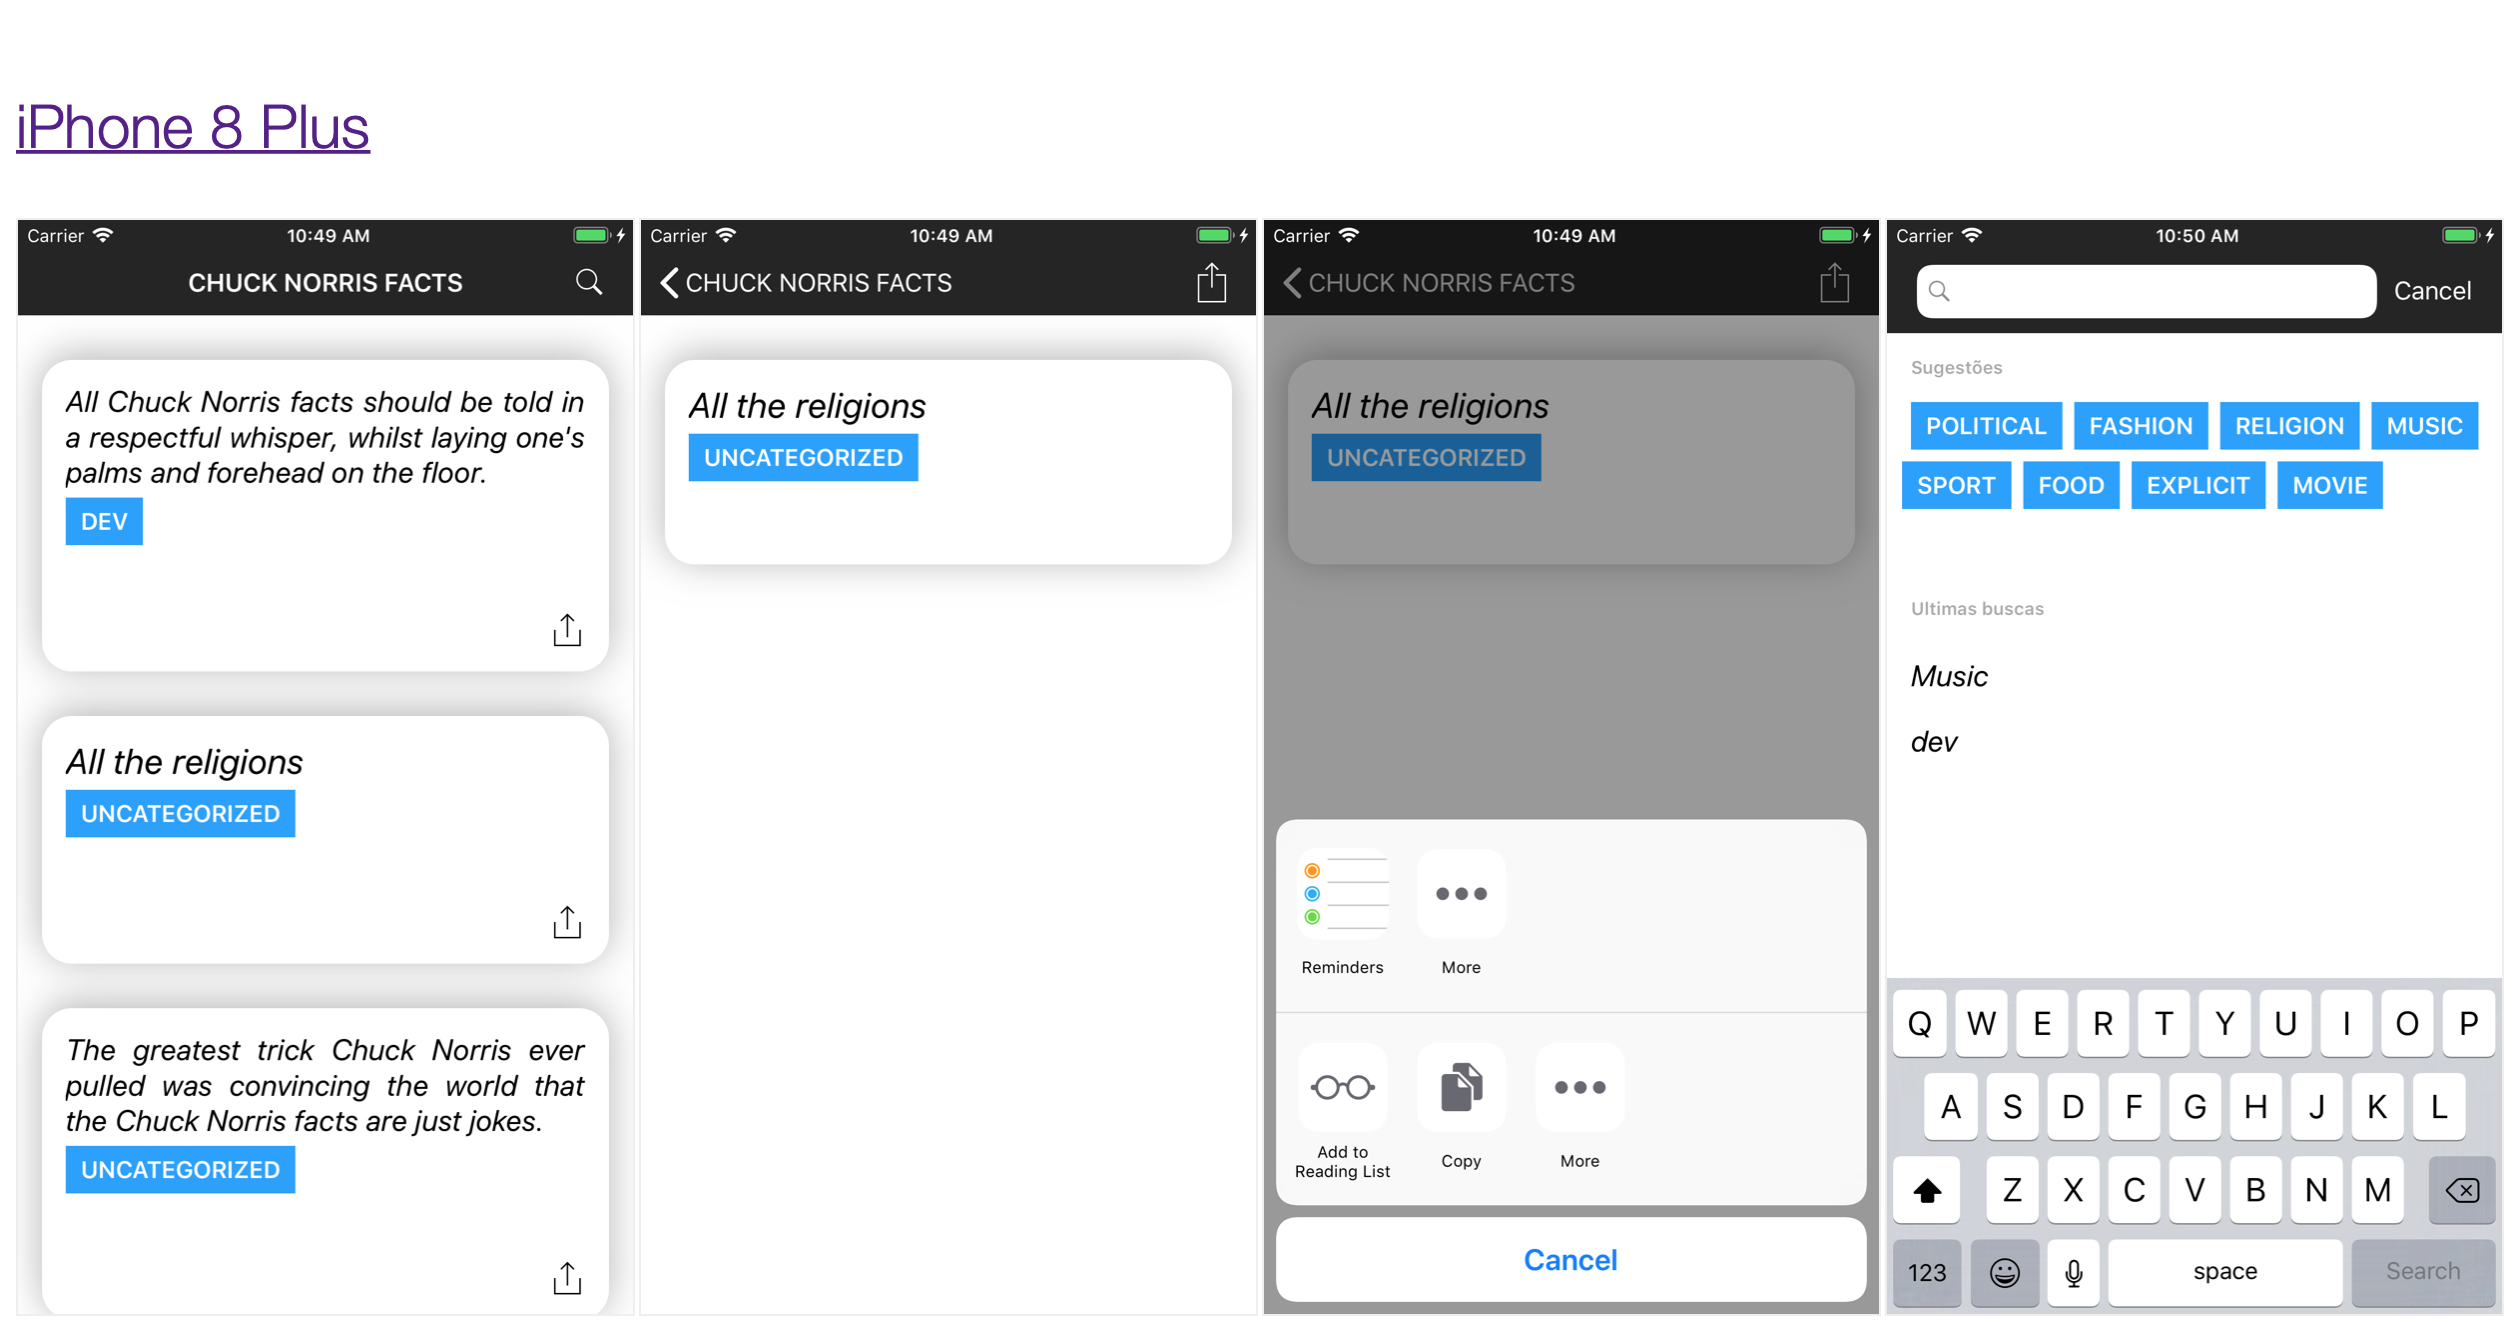 iPhone 8 Plus
Carrier 10:49 AM
CHUCK NORRIS FACTS
All Chuck Norris facts should be told in
a respectful whisper, whilst laying one's
palms and forehead on the floor.
DEV
All the religions
UNCATEGORIZED
The greatest trick Chuck Norris ever
pulled was convincing the world that
the Chuck Norris facts are just jokes.
UNCATEGORIZED
Carrier 10:49 AM
CHUCK NORRIS FACTS
All the religions
UNCATEGORIZED
Carrier 10:49 AM
CHUCK NORRIS FACTS
All the religions
UNCATEGORIZED
Reminders More
Add to
Reading List
Copy
More
Cancel
Carrier 10:50 AM
Cancel
Sugestões
POLITICAL FASHION RELIGION MUSIC
SPORT FOOD EXPLICIT MOVIE
Ultimas buscas
Music
dev
Q W E R T Y U I O P
A S D F G H J K L
Z X C V B N M
123 space Search